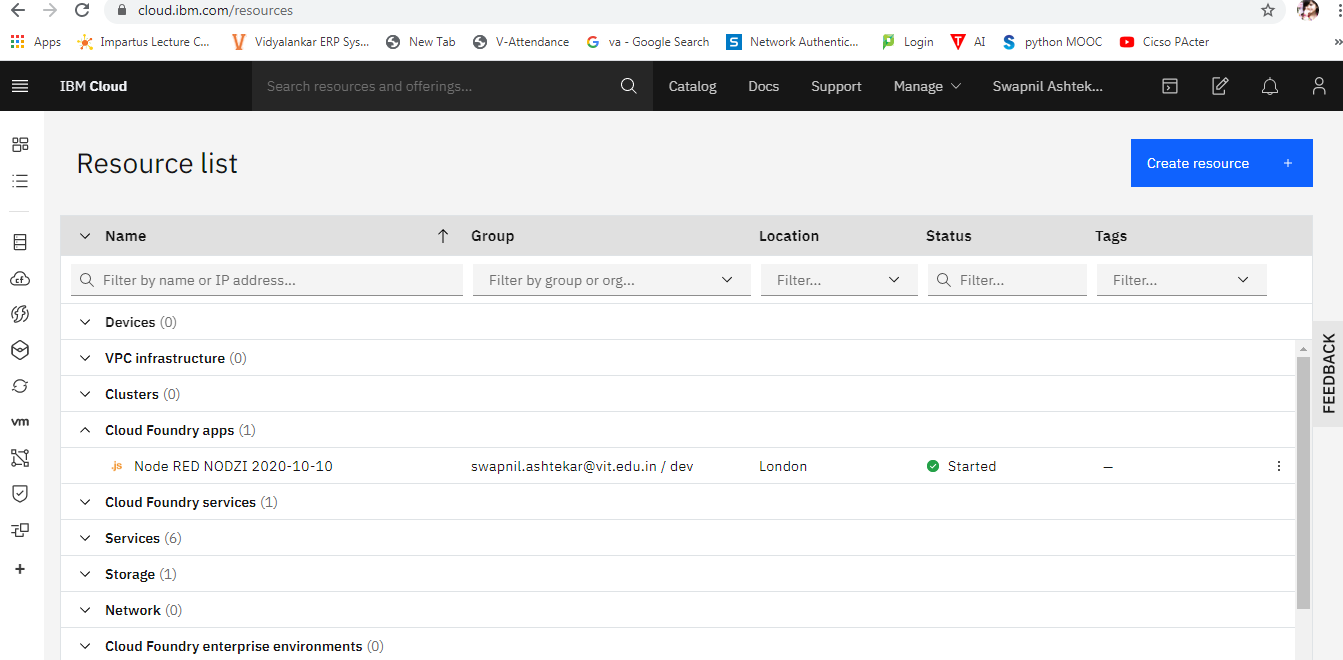 cloud.ibm.com/resources
Apps Impartus Lecture C... Vidyalankar ERP Sys... New Tab V-Attendance va - Google Search Network Authentic... Login AI python MOOC Cicso PActer »
IBM Cloud Search resources and offerings... Catalog Docs Support Manage Swapnil Ashtek...
Resource list
Create resource +
Name Group Location Status Tags
Filter by name or IP address... Filter by group or org... Filter... Filter... Filter...
Devices (0)
VPC infrastructure (0)
Clusters (0)
Cloud Foundry apps (1)
JS Node RED NODZI 2020-10-10 swapnil.ashtekar@vit.edu.in / dev London Started –
Cloud Foundry services (1)
Services (6)
Storage (1)
Network (0)
Cloud Foundry enterprise environments (0)
cf
vm
FEEDBACK